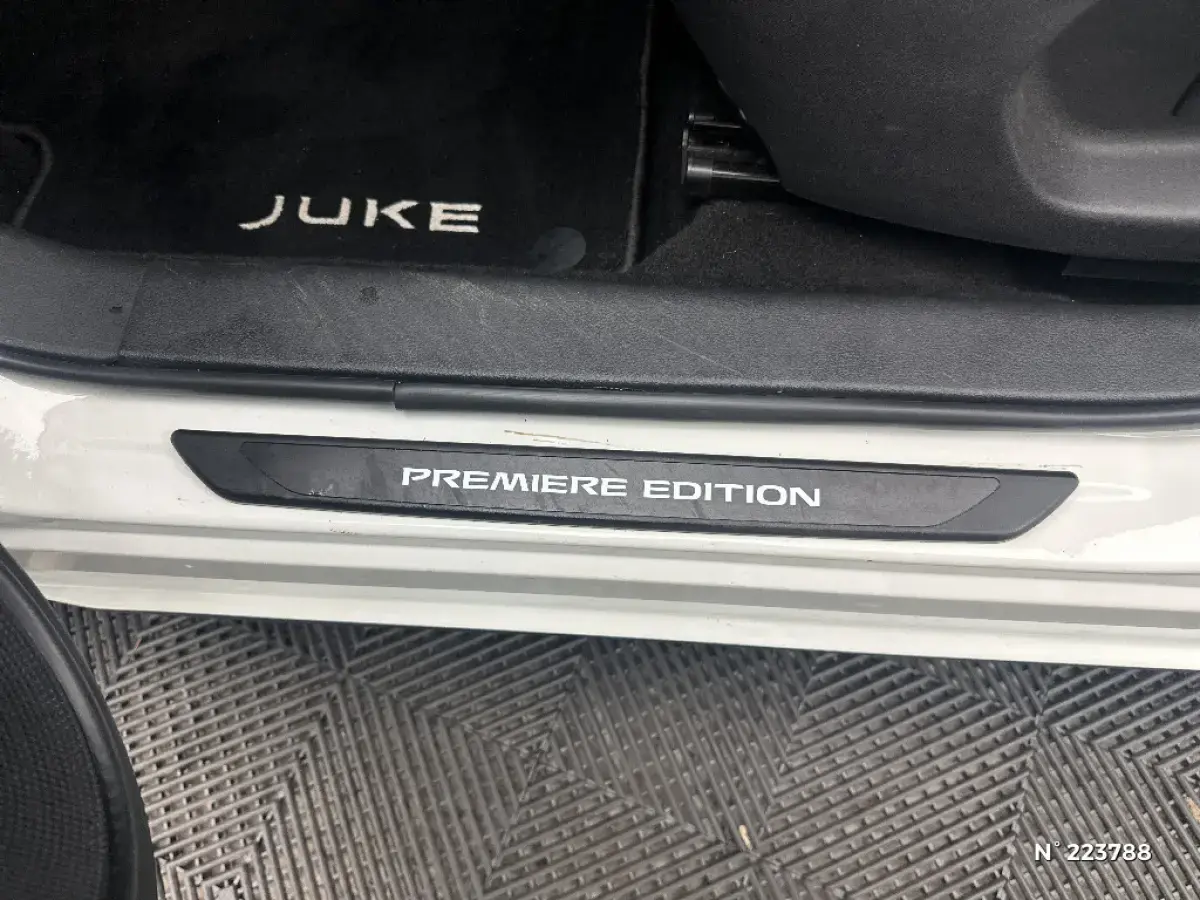 JUKE
PREMIERE EDITION
N° 223788